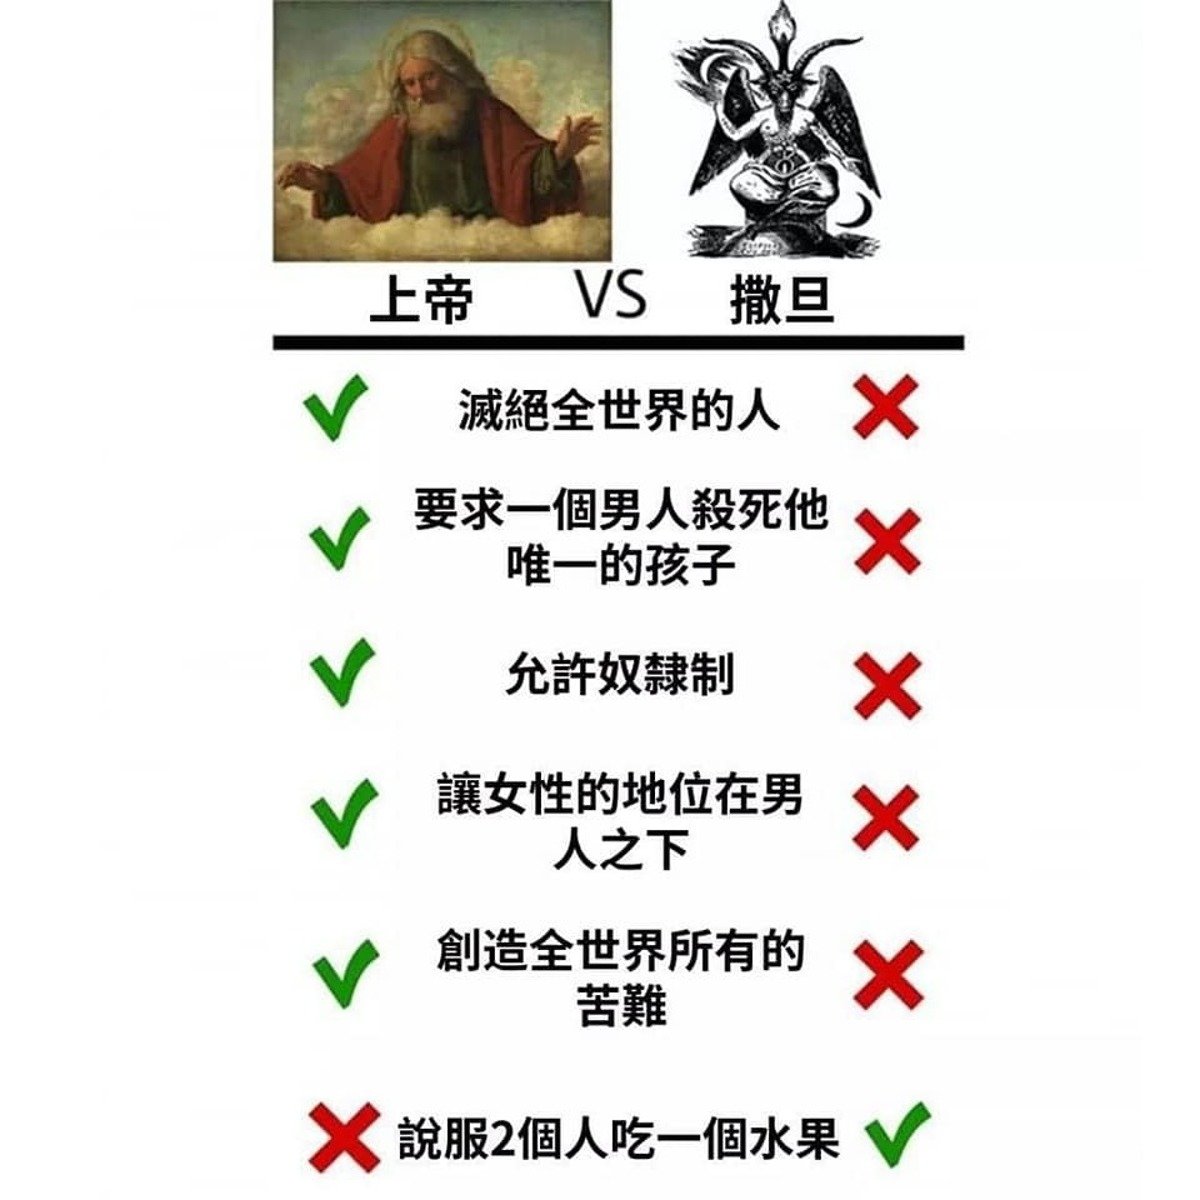 上帝 VS 撒旦
滅絕全世界的人
要求一個男人殺死他
唯一的孩子
允許奴隸制
讓女性的地位在男
人之下
創造全世界所有的
苦難
說服2個人吃一個水果